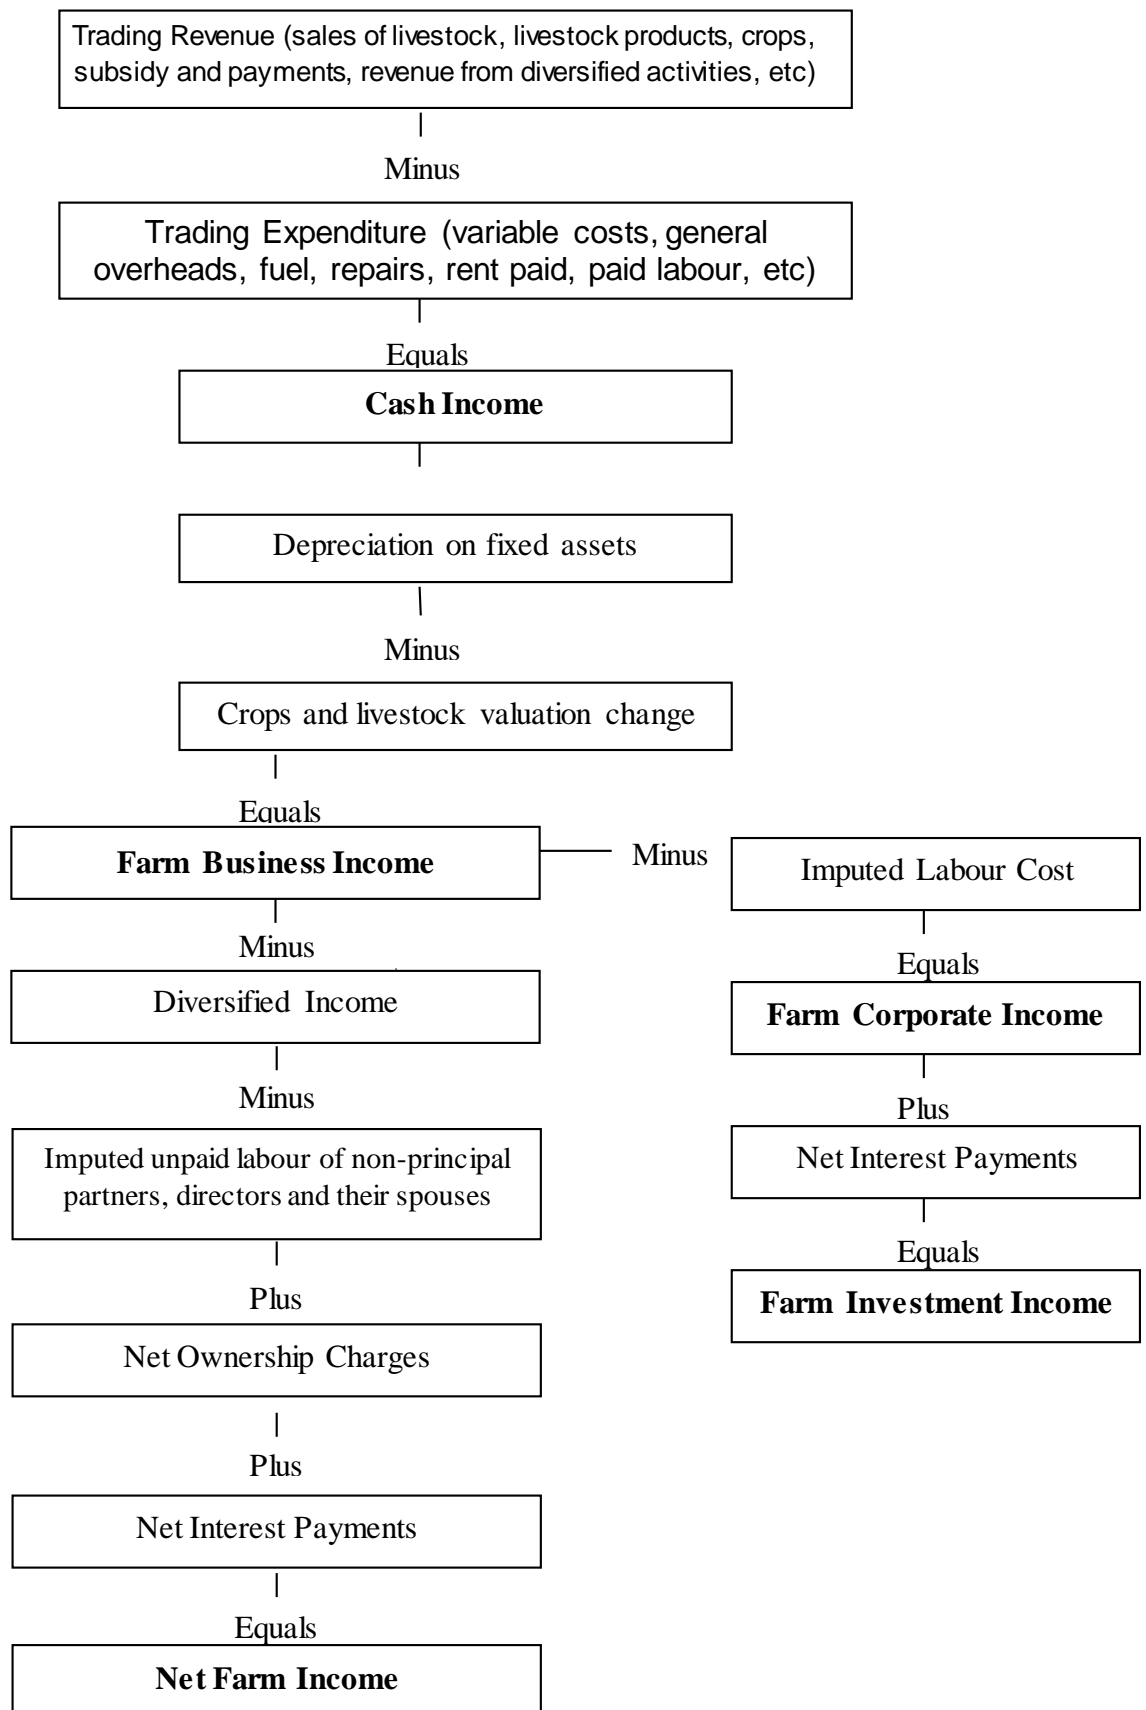 Trading Revenue (sales of livestock, livestock products, crops,
subsidy and payments, revenue from diversified activities, etc)
Minus
Trading Expenditure (variable costs, general
overheads, fuel, repairs, rent paid, paid labour, etc)
Equals
Cash Income
Depreciation on fixed assets
Minus
Crops and livestock valuation change
Equals
Farm Business Income
Minus
Diversified Income
Minus
Imputed unpaid labour of non-principal
partners, directors and their spouses
Plus
Net Ownership Charges
Plus
Net Interest Payments
Equals
Net Farm Income
Minus
Imputed Labour Cost
Equals
Farm Corporate Income
Plus
Net Interest Payments
Equals
Farm Investment Income